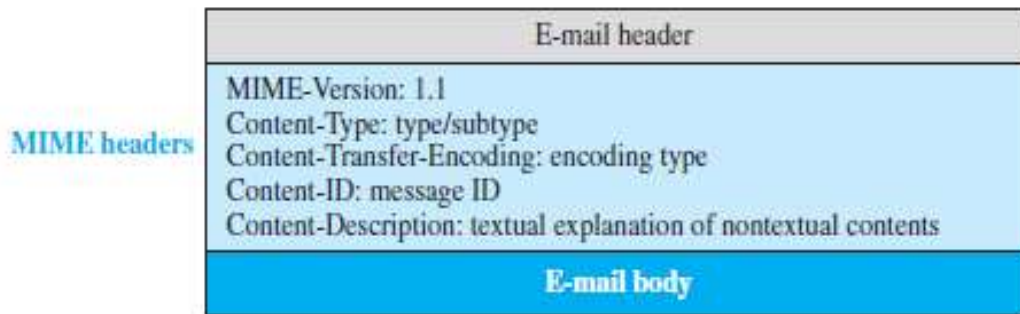 E-mail header
MIME headers
MIME-Version: 1.1
Content-Type: type/subtype
Content-Transfer-Encoding: encoding type
Content-ID: message ID
Content-Description: textual explanation of nontextual contents
E-mail body